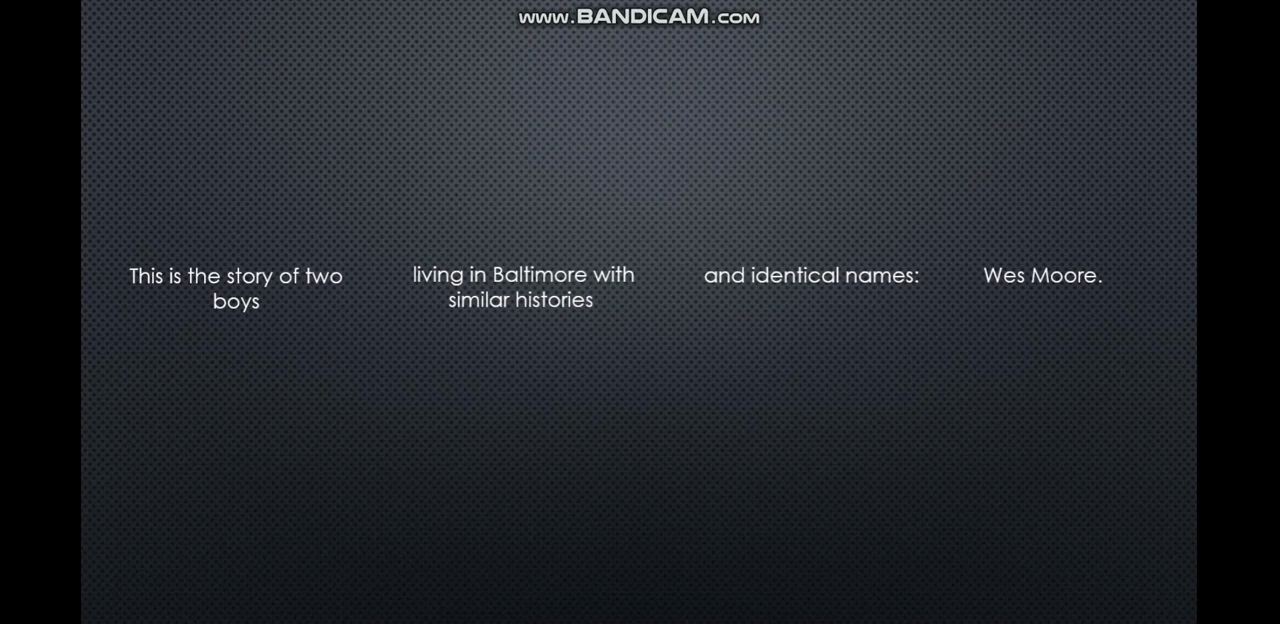 www.BANDICAM.com
This is the story of two
boys
living in Baltimore with
similar histories
and identical names:
Wes Moore.